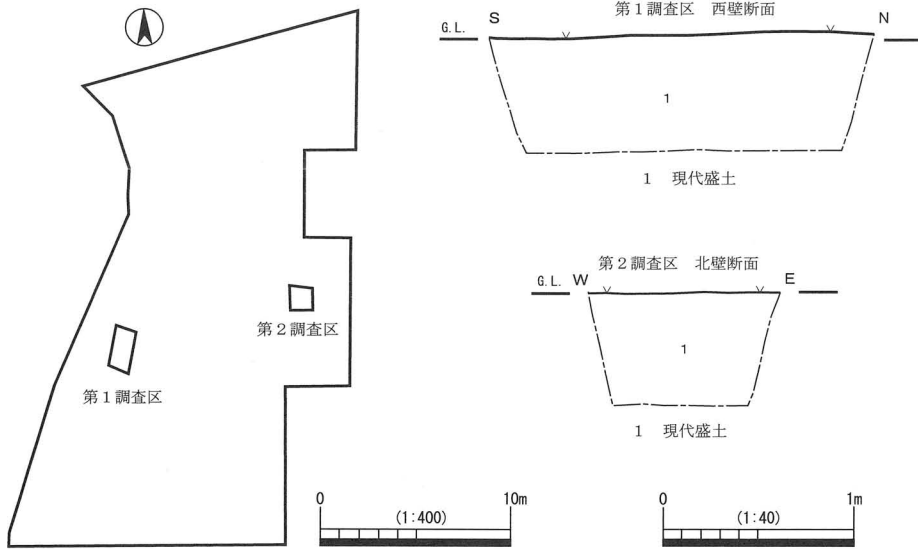 第1調査区　西壁断面
G.L.
S
N
1
1　現代盛土
第2調査区　北壁断面
G.L.
W
E
1
1　現代盛土
第2調査区
第1調査区
0
10m
(1:400)
0
1m
(1:40)